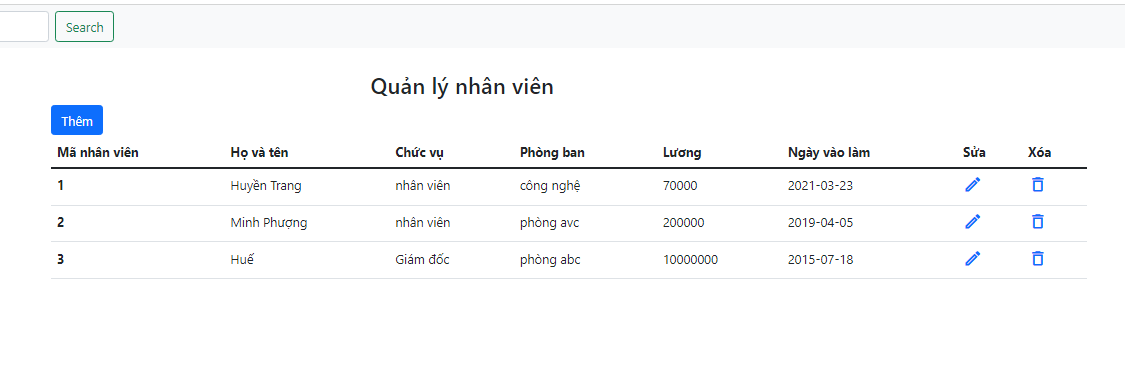 Search
Quản lý nhân viên
Thêm
Mã nhân viên Họ và tên Chức vụ Phòng ban Lương Ngày vào làm Sửa Xóa
1 Huyền Trang nhân viên công nghệ 70000 2021-03-23
2 Minh Phượng nhân viên phòng avc 200000 2019-04-05
3 Huế Giám đốc phòng abc 10000000 2015-07-18